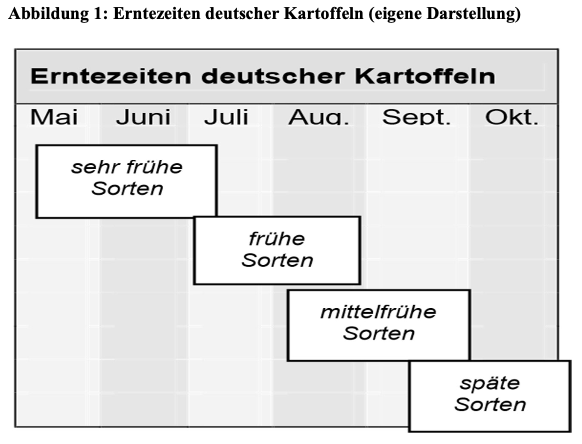 Abbildung 1: Erntezeiten deutscher Kartoffeln (eigene Darstellung)
Erntezeiten deutscher Kartoffeln
Mai Juni Juli Aug. Sept. Okt.
sehr frühe
Sorten
frühe
Sorten
mittelfrühe
Sorten
späte
Sorten